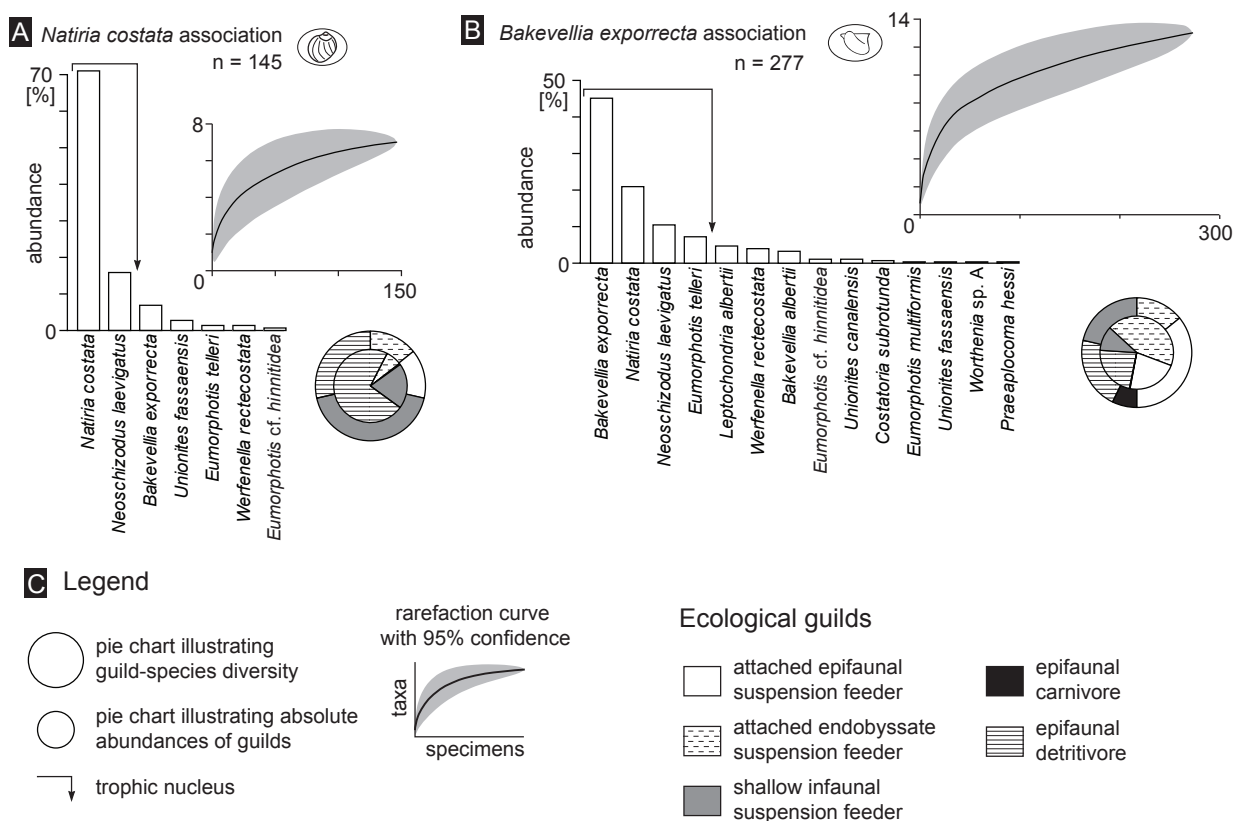 A Natiria costata association
n = 145
70
[%]
0
abundance
Natiria costata
Neoschizodus laevigatus
Bakevellia exporrecta
Unionites fassaensis
Eumorphotis telleri
Werfenella rectecostata
Eumorphotis cf. hinnitidea
8
0
150
B Bakevellia exporrecta association
n = 277
50
[%]
0
abundance
Bakevellia exporrecta
Natiria costata
Neoschizodus laevigatus
Eumorphotis telleri
Leptochondria albertii
Werfenella rectecostata
Bakevellia albertii
Eumorphotis cf. hinnitidea
Unionites canalensis
Costatoria subrotunda
Eumorphotis multiformis
Unionites fassaensis
Worthenia sp. A
Praeaplocoma hessi
14
0
300
C Legend
pie chart illustrating
guild-species diversity
pie chart illustrating absolute
abundances of guilds
trophic nucleus
rarefaction curve
with 95% confidence
taxa
specimens
Ecological guilds
attached epifaunal
suspension feeder
attached endobyssate
suspension feeder
shallow infaunal
suspension feeder
epifaunal
carnivore
epifaunal
detritivore